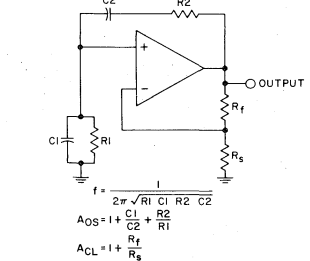 C2 R2
+
−
OUTPUT
Rf
C1 R1
Rs
f = 1 / 2π √R1 C1 R2 C2
AOS = 1 + C1/C2 + R2/R1
ACL = 1 + Rf/Rs